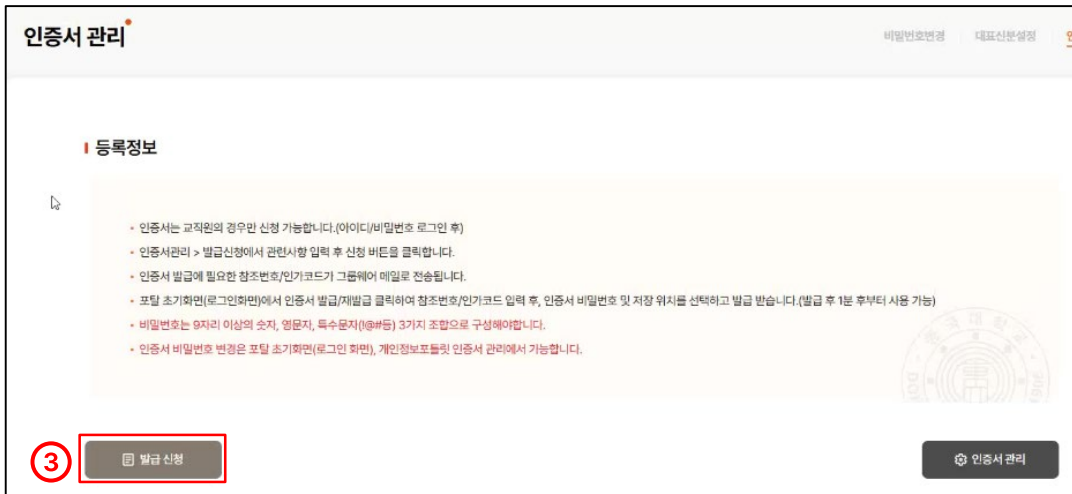 인증서 관리
비밀번호변경 대표신분설정
등록정보
• 인증서는 교직원의 경우만 신청 가능합니다.(아이디/비밀번호 로그인 후)
• 인증서관리 > 발급신청에서 관련사항 입력 후 신청 버튼을 클릭합니다.
• 인증서 발급에 필요한 참조번호/인가코드가 그룹웨어 메일로 전송됩니다.
• 포탈 초기화면(로그인화면)에서 인증서 발급/재발급 클릭하여 참조번호/인가코드 입력 후, 인증서 비밀번호 및 저장 위치를 선택하고 발급 받습니다.(발급 후 1분 후부터 사용 가능)
• 비밀번호는 9자리 이상의 숫자, 영문자, 특수문자(!@#등) 3가지 조합으로 구성해야합니다.
• 인증서 비밀번호 변경은 포탈 초기화면(로그인 화면), 개인정보포틀릿 인증서 관리에서 가능합니다.
3 발급 신청 인증서 관리